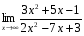 lim x→∞ (3x² + 5x − 1)/(2x² − 7x + 3)